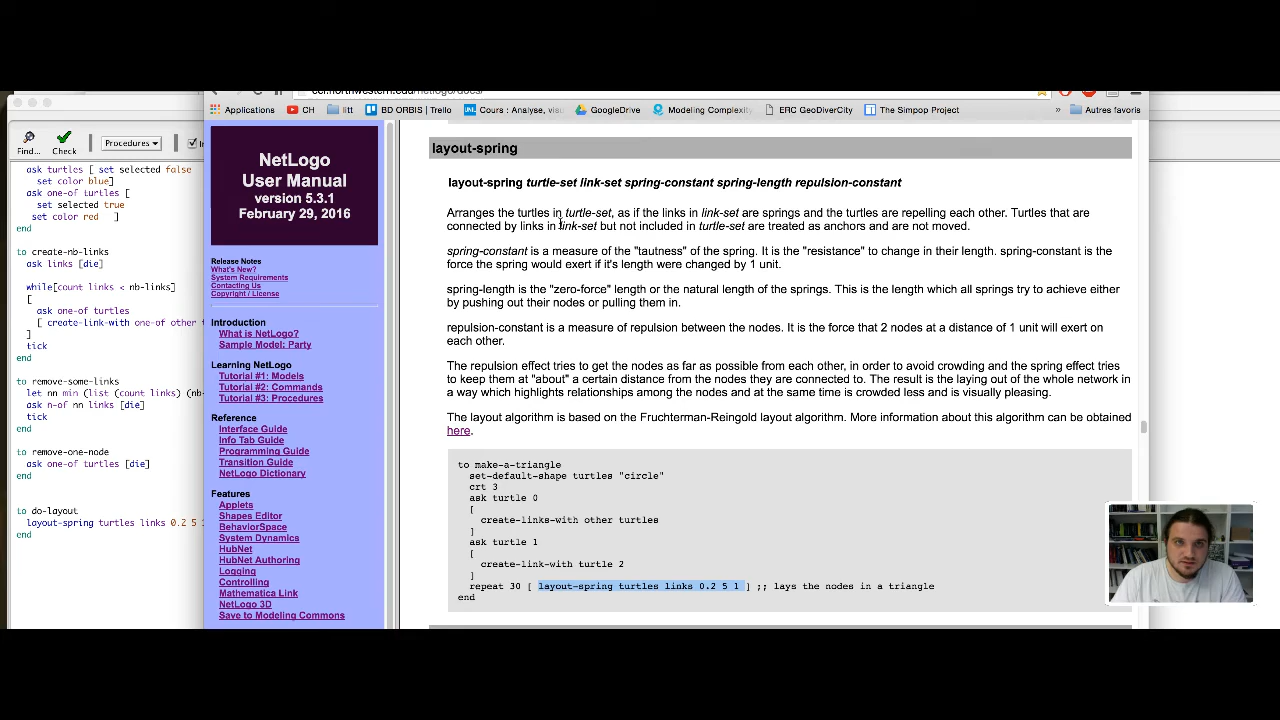 Applications
CH
litt
BD ORBIS | Trello
Cours : Analyse, visu
GoogleDrive
Modeling Complexity
ERC GeoDiverCity
The Simpop Project
»
Autres favoris
Find...
Check
Procedures
ask turtles [ set selected false
set color blue]
ask one-of turtles [
set selected true
set color red ]
end
to create-nb-links
ask links [die]
while[count links < nb-links]
[
ask one-of turtles
[ create-link-with one-of other t
]
tick
end
to remove-some-links
let nn min (list (count links) (nb-
ask n-of nn links [die]
tick
end
to remove-one-node
ask one-of turtles [die]
end
to do-layout
layout-spring turtles links 0.2 5 1
end
NetLogo
User Manual
version 5.3.1
February 29, 2016
Release Notes
What's New?
System Requirements
Contacting Us
Copyright / License
Introduction
What is NetLogo?
Sample Model: Party
Learning NetLogo
Tutorial #1: Models
Tutorial #2: Commands
Tutorial #3: Procedures
Reference
Interface Guide
Info Tab Guide
Programming Guide
Transition Guide
NetLogo Dictionary
Features
Applets
Shapes Editor
BehaviorSpace
System Dynamics
HubNet
HubNet Authoring
Logging
Controlling
Mathematica Link
NetLogo 3D
Save to Modeling Commons
layout-spring
layout-spring turtle-set link-set spring-constant spring-length repulsion-constant
Arranges the turtles in turtle-set, as if the links in link-set are springs and the turtles are repelling each other. Turtles that are
connected by links in link-set but not included in turtle-set are treated as anchors and are not moved.
spring-constant is a measure of the "tautness" of the spring. It is the "resistance" to change in their length. spring-constant is the
force the spring would exert if it's length were changed by 1 unit.
spring-length is the "zero-force" length or the natural length of the springs. This is the length which all springs try to achieve either
by pushing out their nodes or pulling them in.
repulsion-constant is a measure of repulsion between the nodes. It is the force that 2 nodes at a distance of 1 unit will exert on
each other.
The repulsion effect tries to get the nodes as far as possible from each other, in order to avoid crowding and the spring effect tries
to keep them at "about" a certain distance from the nodes they are connected to. The result is the laying out of the whole network in
a way which highlights relationships among the nodes and at the same time is crowded less and is visually pleasing.
The layout algorithm is based on the Fruchterman-Reingold layout algorithm. More information about this algorithm can be obtained
here.
to make-a-triangle
set-default-shape turtles "circle"
crt 3
ask turtle 0
[
create-links-with other turtles
]
ask turtle 1
[
create-link-with turtle 2
]
repeat 30 [ layout-spring turtles links 0.2 5 1 ] ;; lays the nodes in a triangle
end